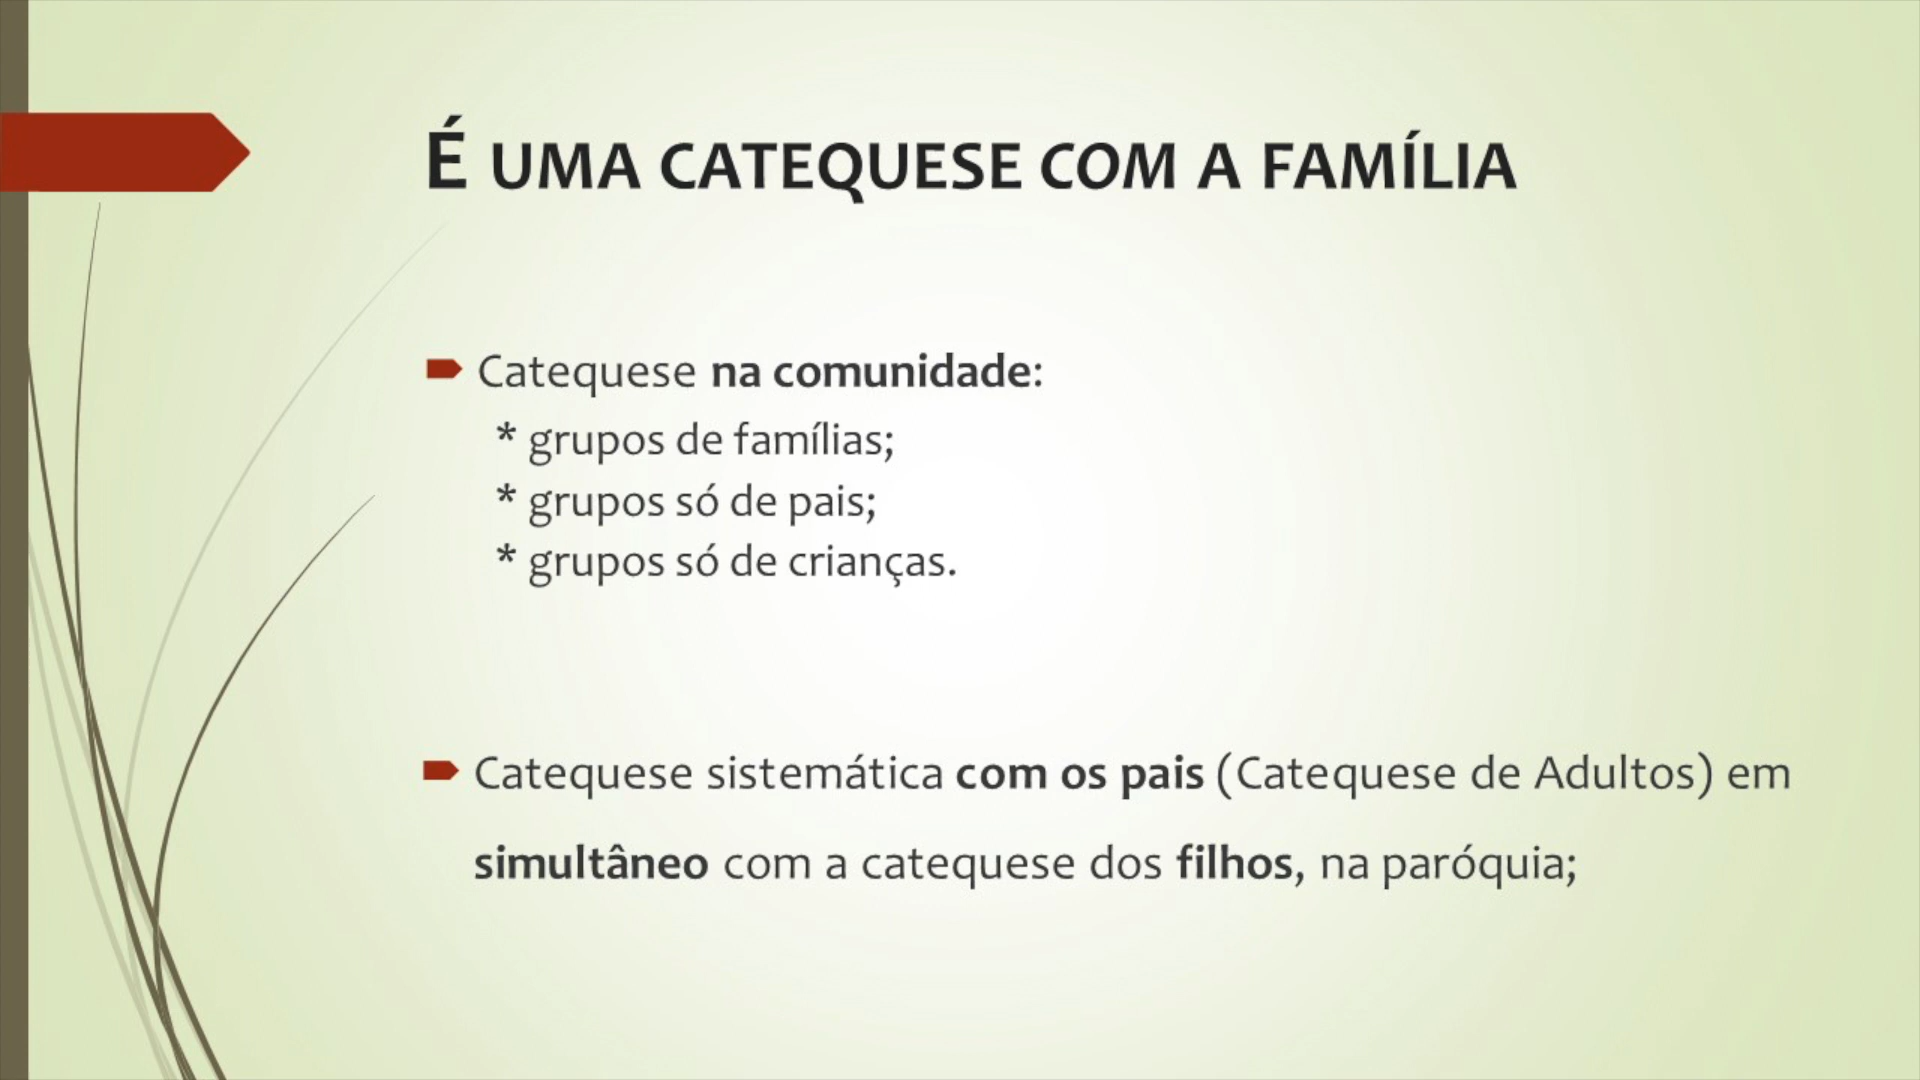 É UMA CATEQUESE COM A FAMÍLIA
Catequese na comunidade:
* grupos de famílias;
* grupos só de pais;
* grupos só de crianças.
Catequese sistemática com os pais (Catequese de Adultos) em
simultâneo com a catequese dos filhos, na paróquia;